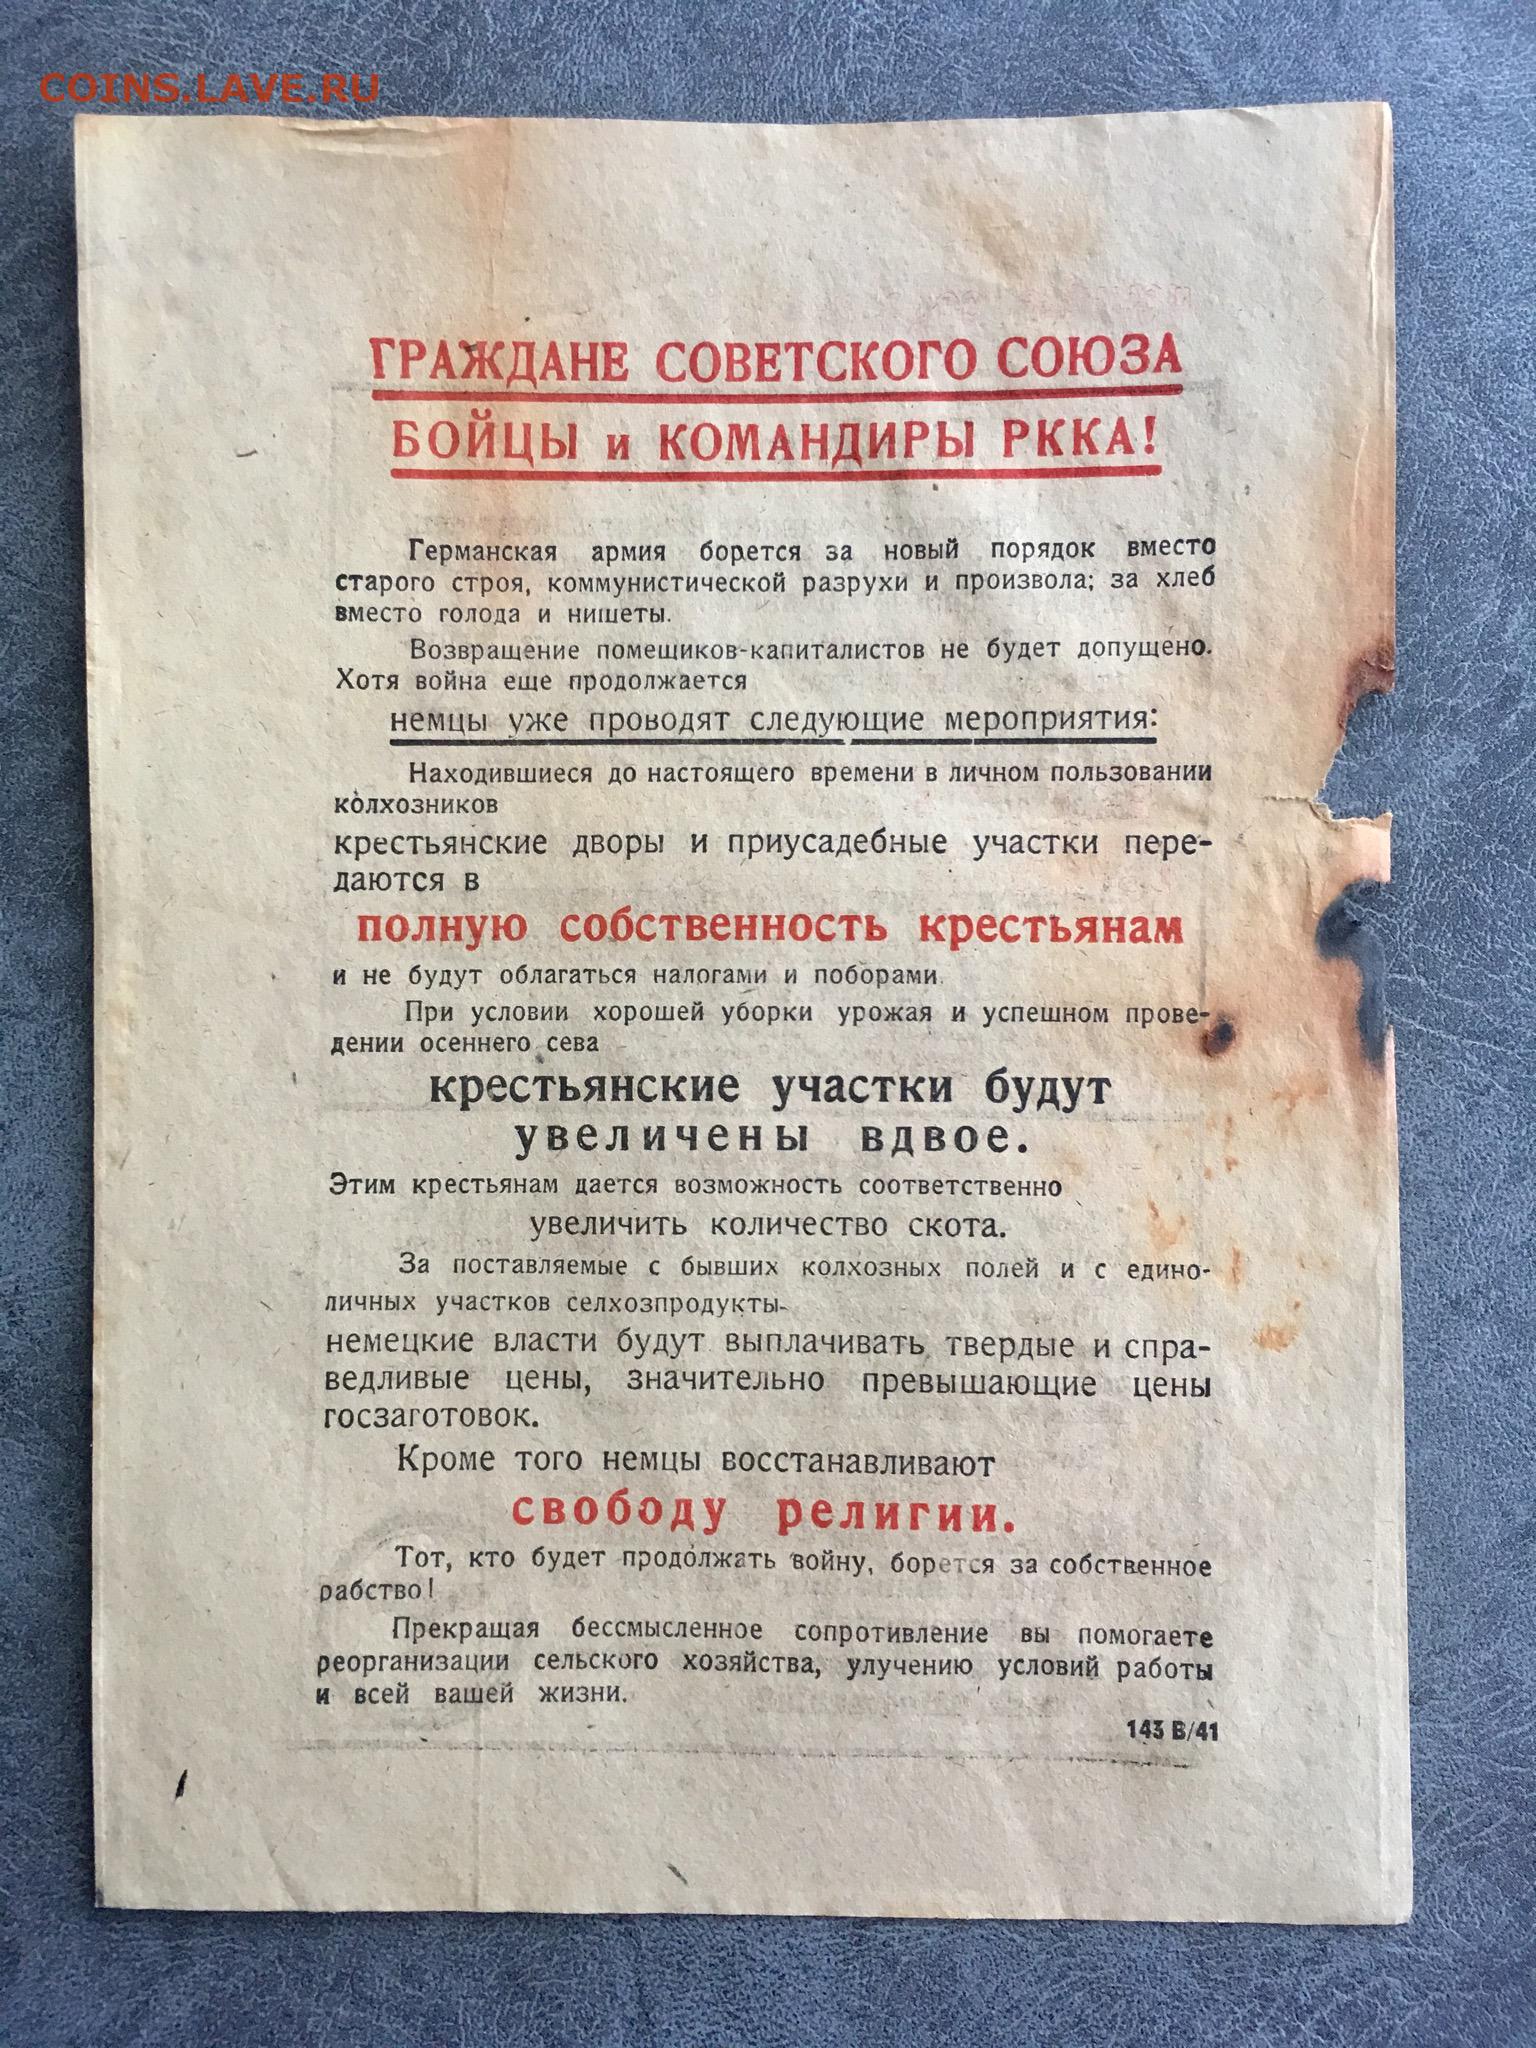 COINS.LAVE.RU
ГРАЖДАНЕ СОВЕТСКОГО СОЮЗА
БОЙЦЫ и КОМАНДИРЫ РККА!
Германская армия борется за новый порядок вместо
старого строя, коммунистической разрухи и произвола; за хлеб
вместо голода и нищеты.
Возвращение помещиков-капиталистов не будет допущено.
Хотя война еще продолжается
немцы уже проводят следующие мероприятия:
Находившиеся до настоящего времени в личном пользовании
колхозников
крестьянские дворы и приусадебные участки пере-
даются в
полную собственность крестьянам
и не будут облагаться налогами и поборами.
При условии хорошей уборки урожая и успешном прове-
дении осеннего сева
крестьянские участки будут
увеличены вдвое.
Этим крестьянам дается возможность соответственно
увеличить количество скота.
За поставляемые с бывших колхозных полей и с едино-
личных участков селхозпродукты-
немецкие власти будут выплачивать твердые и спра-
ведливые цены, значительно превышающие цены
госзаготовок.
Кроме того немцы восстанавливают
свободу религии.
Тот, кто будет продолжать войну, борется за собственное
рабство!
Прекращая бессмысленное сопротивление вы помогаете
реорганизации сельского хозяйства, улучению условий работы
и всей вашей жизни.
143 В/41